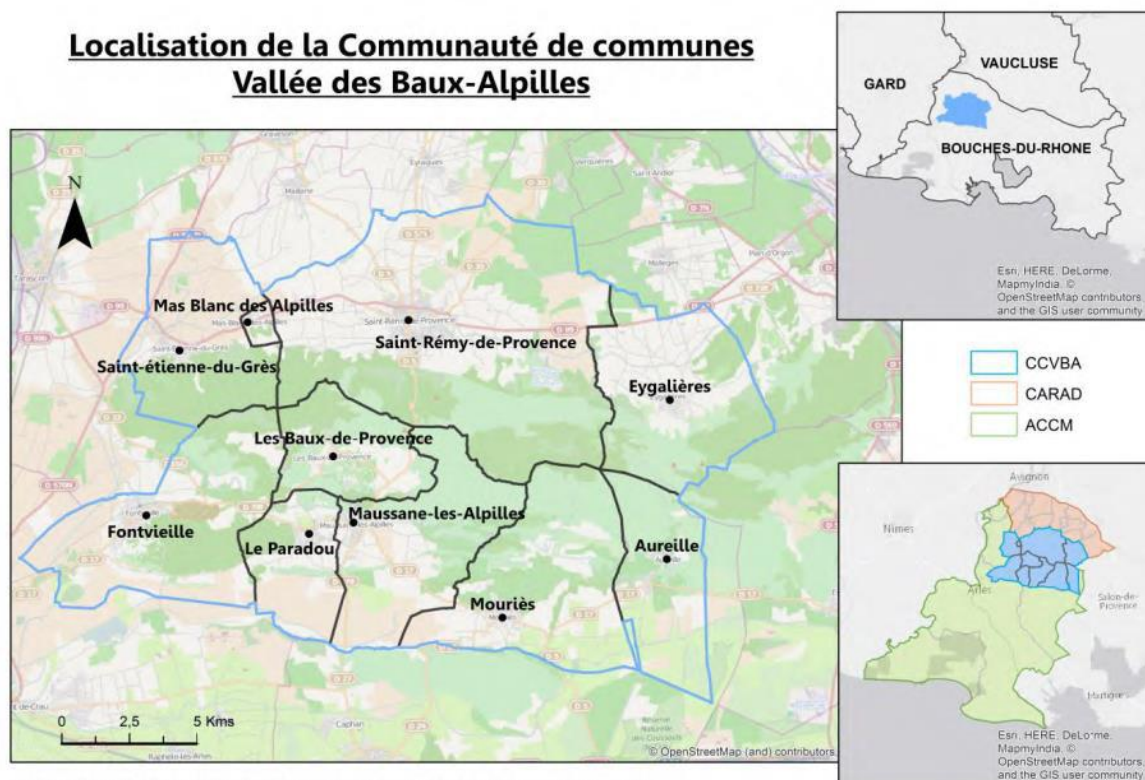 Localisation de la Communauté de communes
Vallée des Baux-Alpilles
N
Mas Blanc des Alpilles
Saint-étienne-du-Grès
Saint-Rémy-de-Provence
Eygalières
Les Baux-de-Provence
Fontvieille
Le Paradou
Maussane-les-Alpilles
Aureille
Mouriès
0 2,5 5 Kms
© OpenStreetMap (and) contributors
GARD
VAUCLUSE
BOUCHES-DU-RHONE
Esri, HERE, DeLorme,
MapmyIndia, ©
OpenStreetMap contributors,
and the GIS user community
CCVBA
CARAD
ACCM
Avignon
Nîmes
Arles
Salon-de-
Provence
Martigues
Esri, HERE, DeLorme,
MapmyIndia, ©
OpenStreetMap contributors,
and the GIS user community